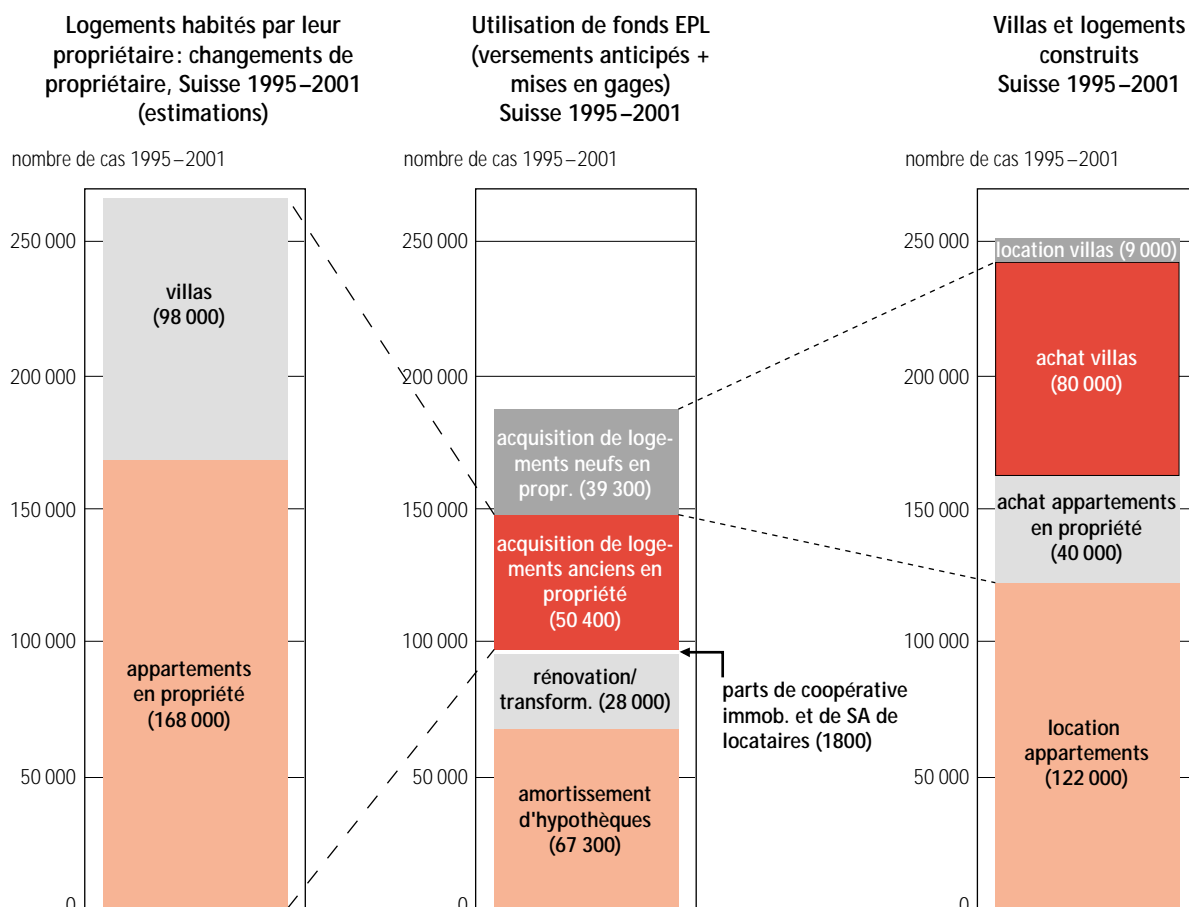 Logements habités par leur
propriétaire: changements de
propriétaire, Suisse 1995–2001
(estimations)
nombre de cas 1995–2001
250 000
200 000
150 000
100 000
50 000
0
villas
(98 000)
appartements
en propriété
(168 000)
Utilisation de fonds EPL
(versements anticipés +
mises en gages)
Suisse 1995–2001
nombre de cas 1995–2001
250 000
200 000
150 000
100 000
50 000
0
acquisition de loge-
ments neufs en
propr. (39 300)
acquisition de loge-
ments anciens en
propriété
(50 400)
rénovation/
transform. (28 000)
amortissement
d'hypothèques
(67 300)
parts de coopérative
immob. et de SA de
locataires (1800)
Villas et logements
construits
Suisse 1995–2001
nombre de cas 1995–2001
250 000
200 000
150 000
100 000
50 000
0
location villas (9 000)
achat villas
(80 000)
achat appartements
en propriété
(40 000)
location
appartements
(122 000)